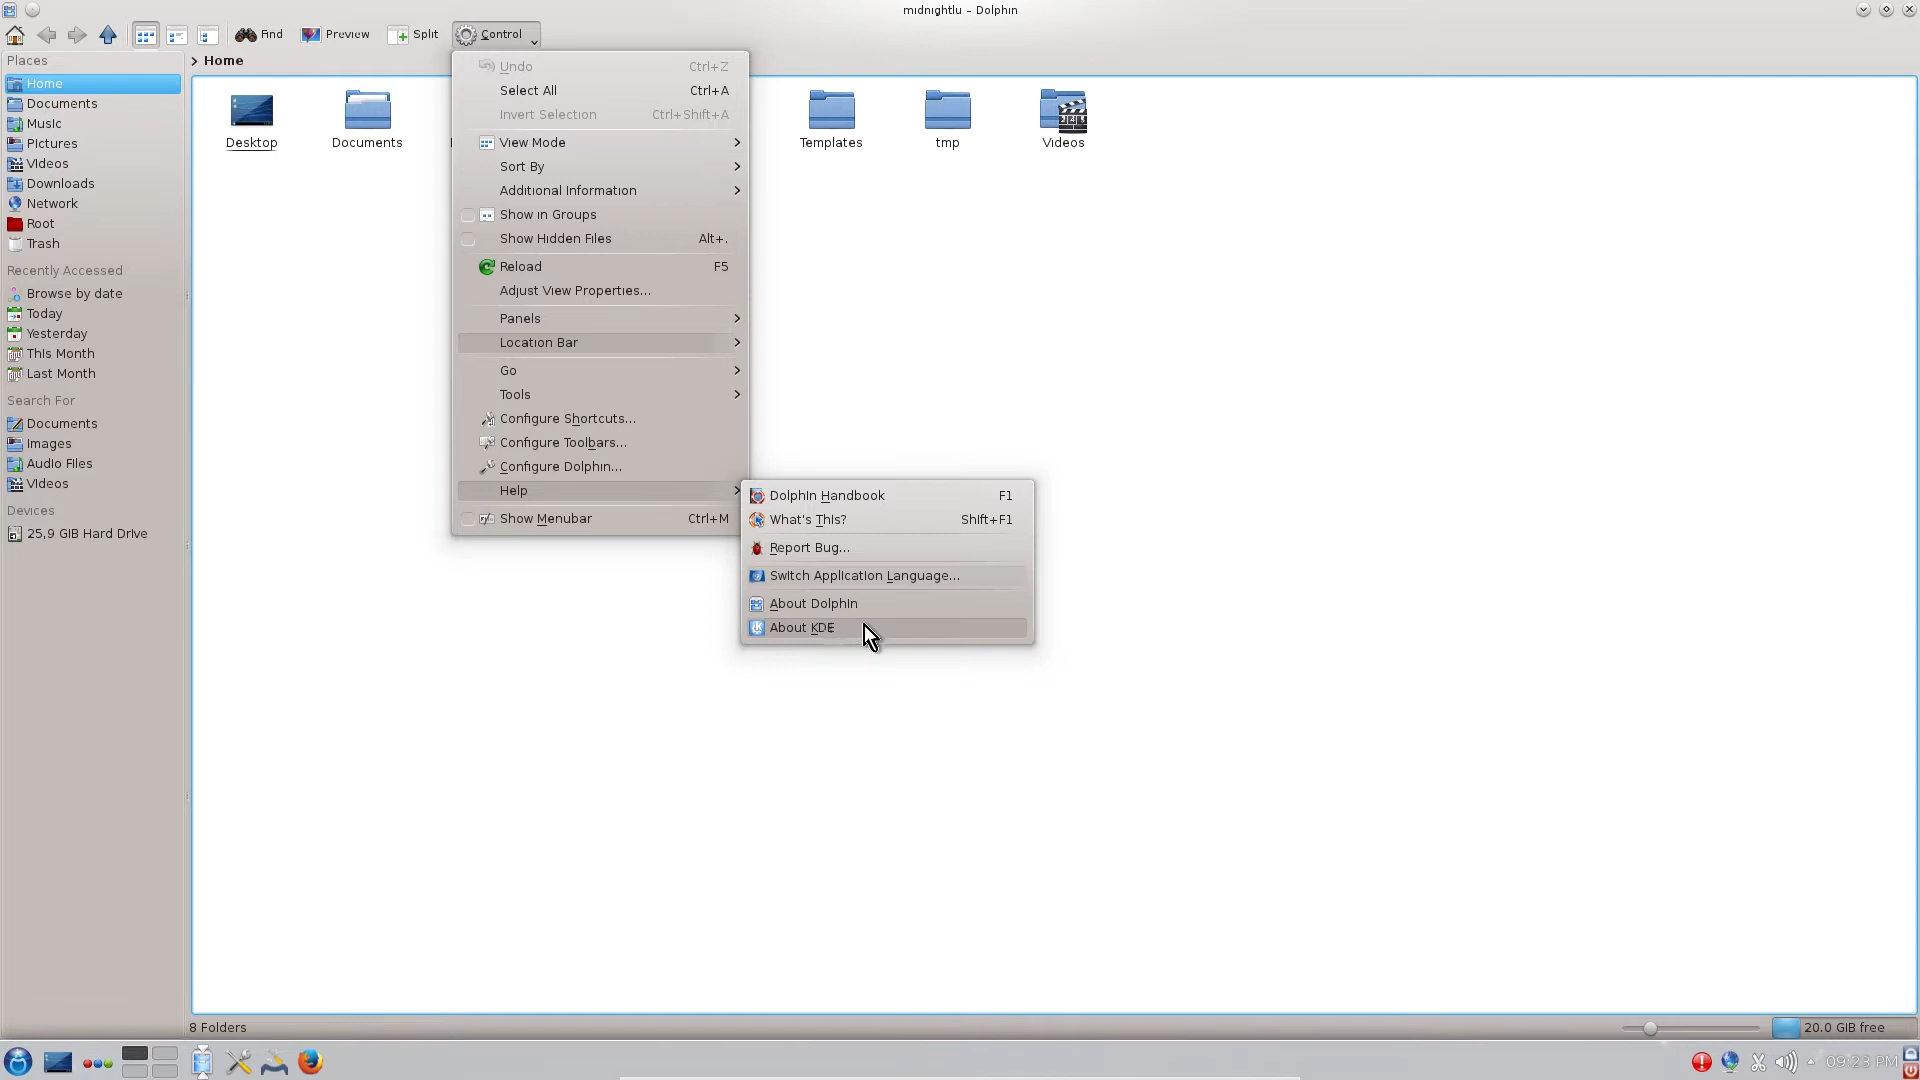 midnightlu – Dolphin
Find
Preview
Split
Control
Places
Home
Documents
Music
Pictures
Videos
Downloads
Network
Root
Trash
Recently Accessed
Browse by date
Today
Yesterday
This Month
Last Month
Search For
Documents
Images
Audio Files
Videos
Devices
25,9 GiB Hard Drive
> Home
Desktop
Documents
Templates
tmp
Videos
Undo Ctrl+Z
Select All Ctrl+A
Invert Selection Ctrl+Shift+A
View Mode
Sort By
Additional Information
Show in Groups
Show Hidden Files Alt+.
Reload F5
Adjust View Properties...
Panels
Location Bar
Go
Tools
Configure Shortcuts...
Configure Toolbars...
Configure Dolphin...
Help
Show Menubar Ctrl+M
Dolphin Handbook F1
What's This? Shift+F1
Report Bug...
Switch Application Language...
About Dolphin
About KDE
8 Folders
20.0 GiB free
09:23 PM